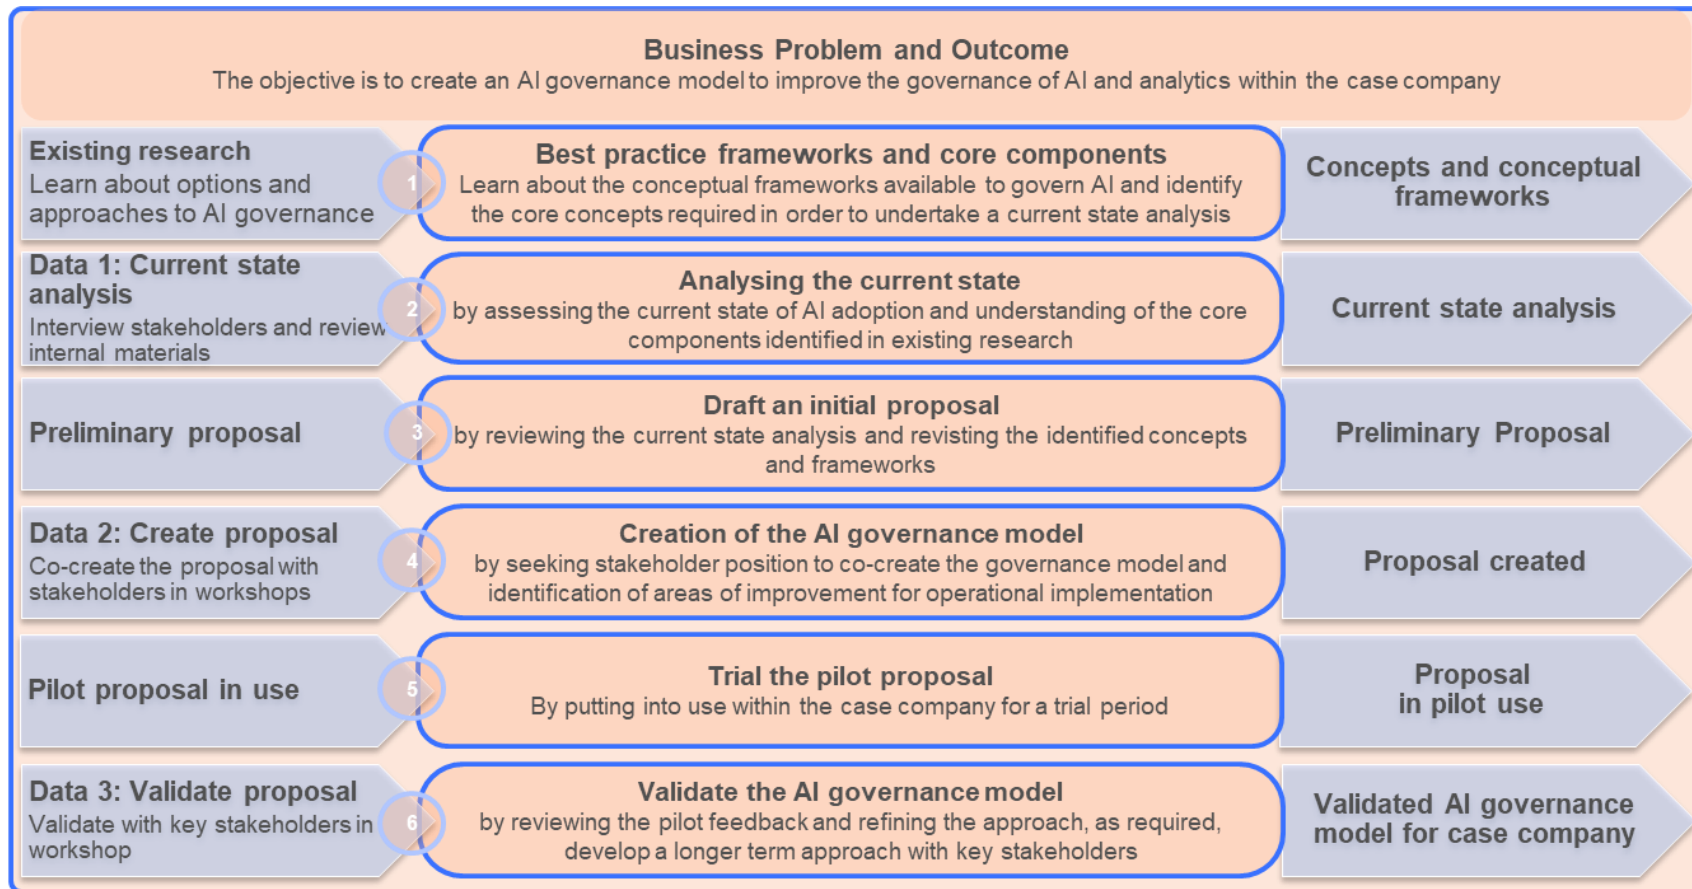 Business Problem and Outcome
The objective is to create an AI governance model to improve the governance of AI and analytics within the case company
Existing research
Learn about options and
approaches to AI governance
1
Best practice frameworks and core components
Learn about the conceptual frameworks available to govern AI and identify
the core concepts required in order to undertake a current state analysis
Concepts and conceptual
frameworks
Data 1: Current state
analysis
Interview stakeholders and review
internal materials
2
Analysing the current state
by assessing the current state of AI adoption and understanding of the core
components identified in existing research
Current state analysis
Preliminary proposal
3
Draft an initial proposal
by reviewing the current state analysis and revisting the identified concepts
and frameworks
Preliminary Proposal
Data 2: Create proposal
Co-create the proposal with
stakeholders in workshops
4
Creation of the AI governance model
by seeking stakeholder position to co-create the governance model and
identification of areas of improvement for operational implementation
Proposal created
Pilot proposal in use
5
Trial the pilot proposal
By putting into use within the case company for a trial period
Proposal
in pilot use
Data 3: Validate proposal
Validate with key stakeholders in
workshop
6
Validate the AI governance model
by reviewing the pilot feedback and refining the approach, as required,
develop a longer term approach with key stakeholders
Validated AI governance
model for case company